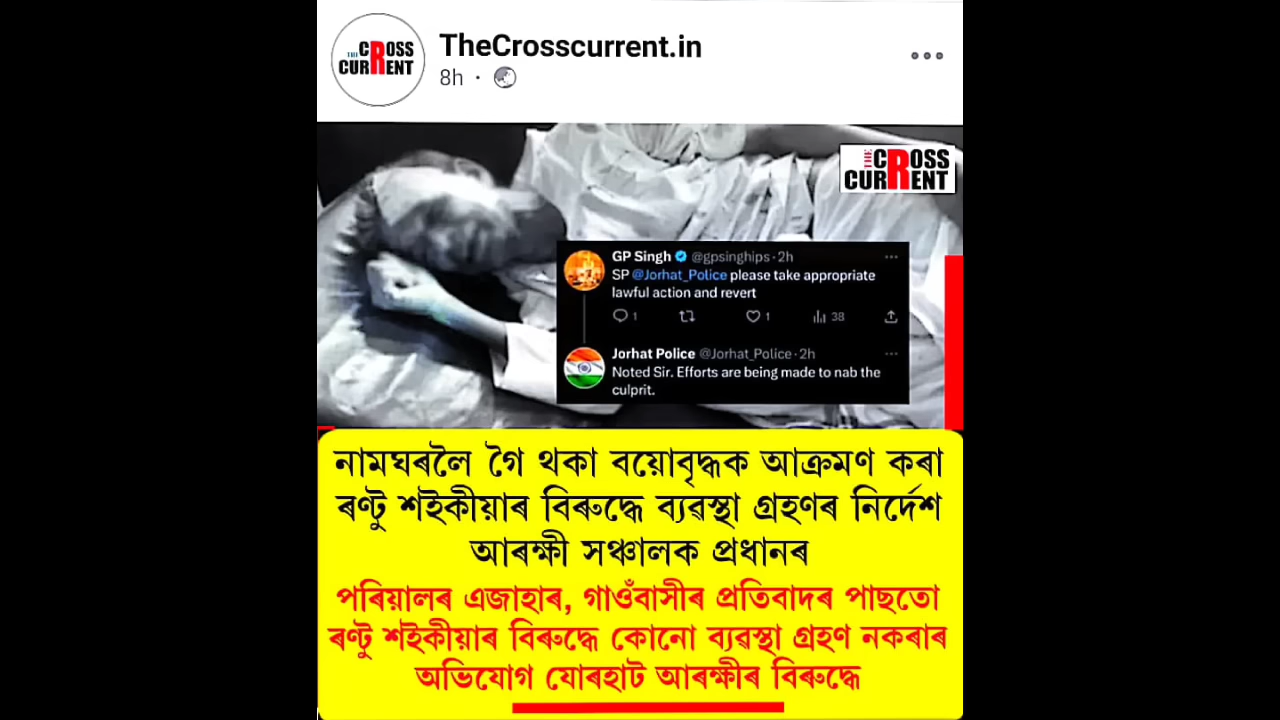 THE CROSS
CURRENT
TheCrosscurrent.in
8h ·
THE CROSS
CURRENT
GP Singh @gpsinghips · 2h
SP @Jorhat_Police please take appropriate
lawful action and revert
1 1 38
Jorhat Police @Jorhat_Police · 2h
Noted Sir. Efforts are being made to nab the
culprit.
নামঘৰলৈ গৈ থকা বয়োবৃদ্ধক আক্ৰমণ কৰা
ৰণ্টু শইকীয়াৰ বিৰুদ্ধে ব্যৱস্থা গ্ৰহণৰ নিৰ্দেশ
আৰক্ষী সঞ্চালক প্ৰধানৰ
পৰিয়ালৰ এজাহাৰ, গাওঁবাসীৰ প্ৰতিবাদৰ পাছতো
ৰণ্টু শইকীয়াৰ বিৰুদ্ধে কোনো ব্যৱস্থা গ্ৰহণ নকৰাৰ
অভিযোগ যোৰহাট আৰক্ষীৰ বিৰুদ্ধে